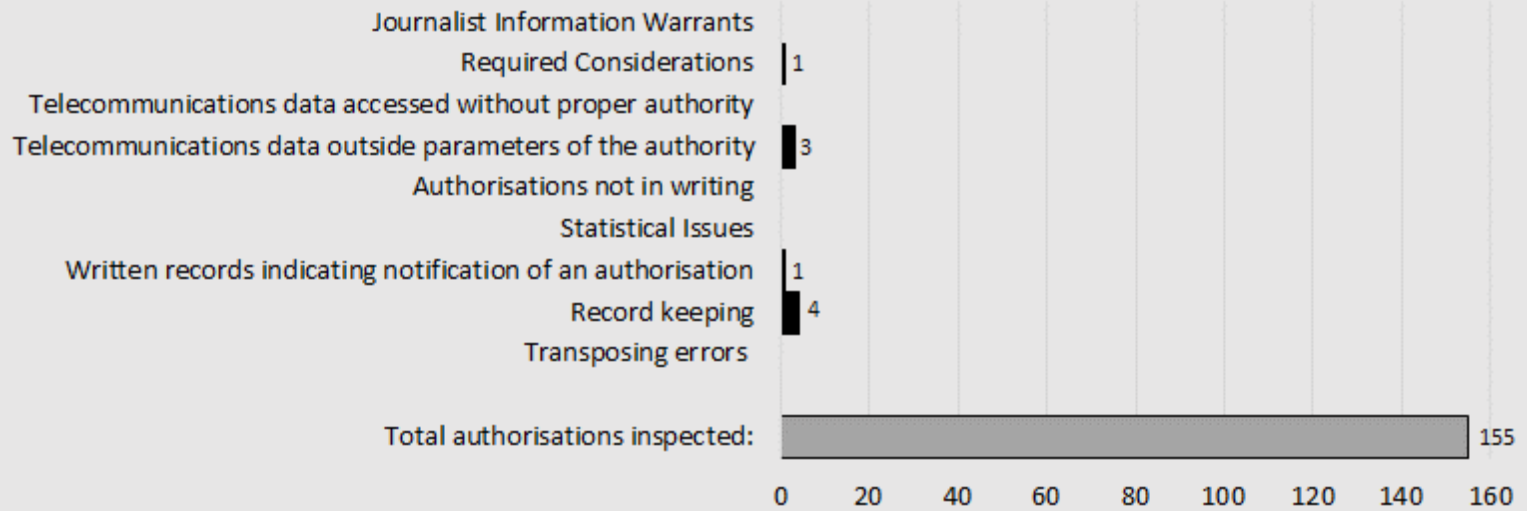 Journalist Information Warrants
Required Considerations 1
Telecommunications data accessed without proper authority
Telecommunications data outside parameters of the authority 3
Authorisations not in writing
Statistical Issues
Written records indicating notification of an authorisation 1
Record keeping 4
Transposing errors
Total authorisations inspected: 155
0 20 40 60 80 100 120 140 160